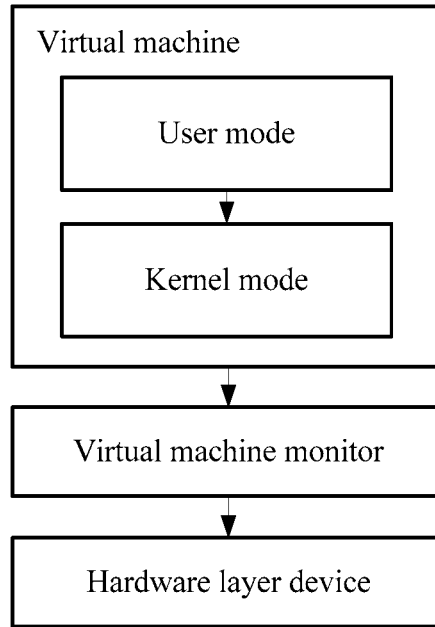 Virtual machine
User mode
Kernel mode
Virtual machine monitor
Hardware layer device